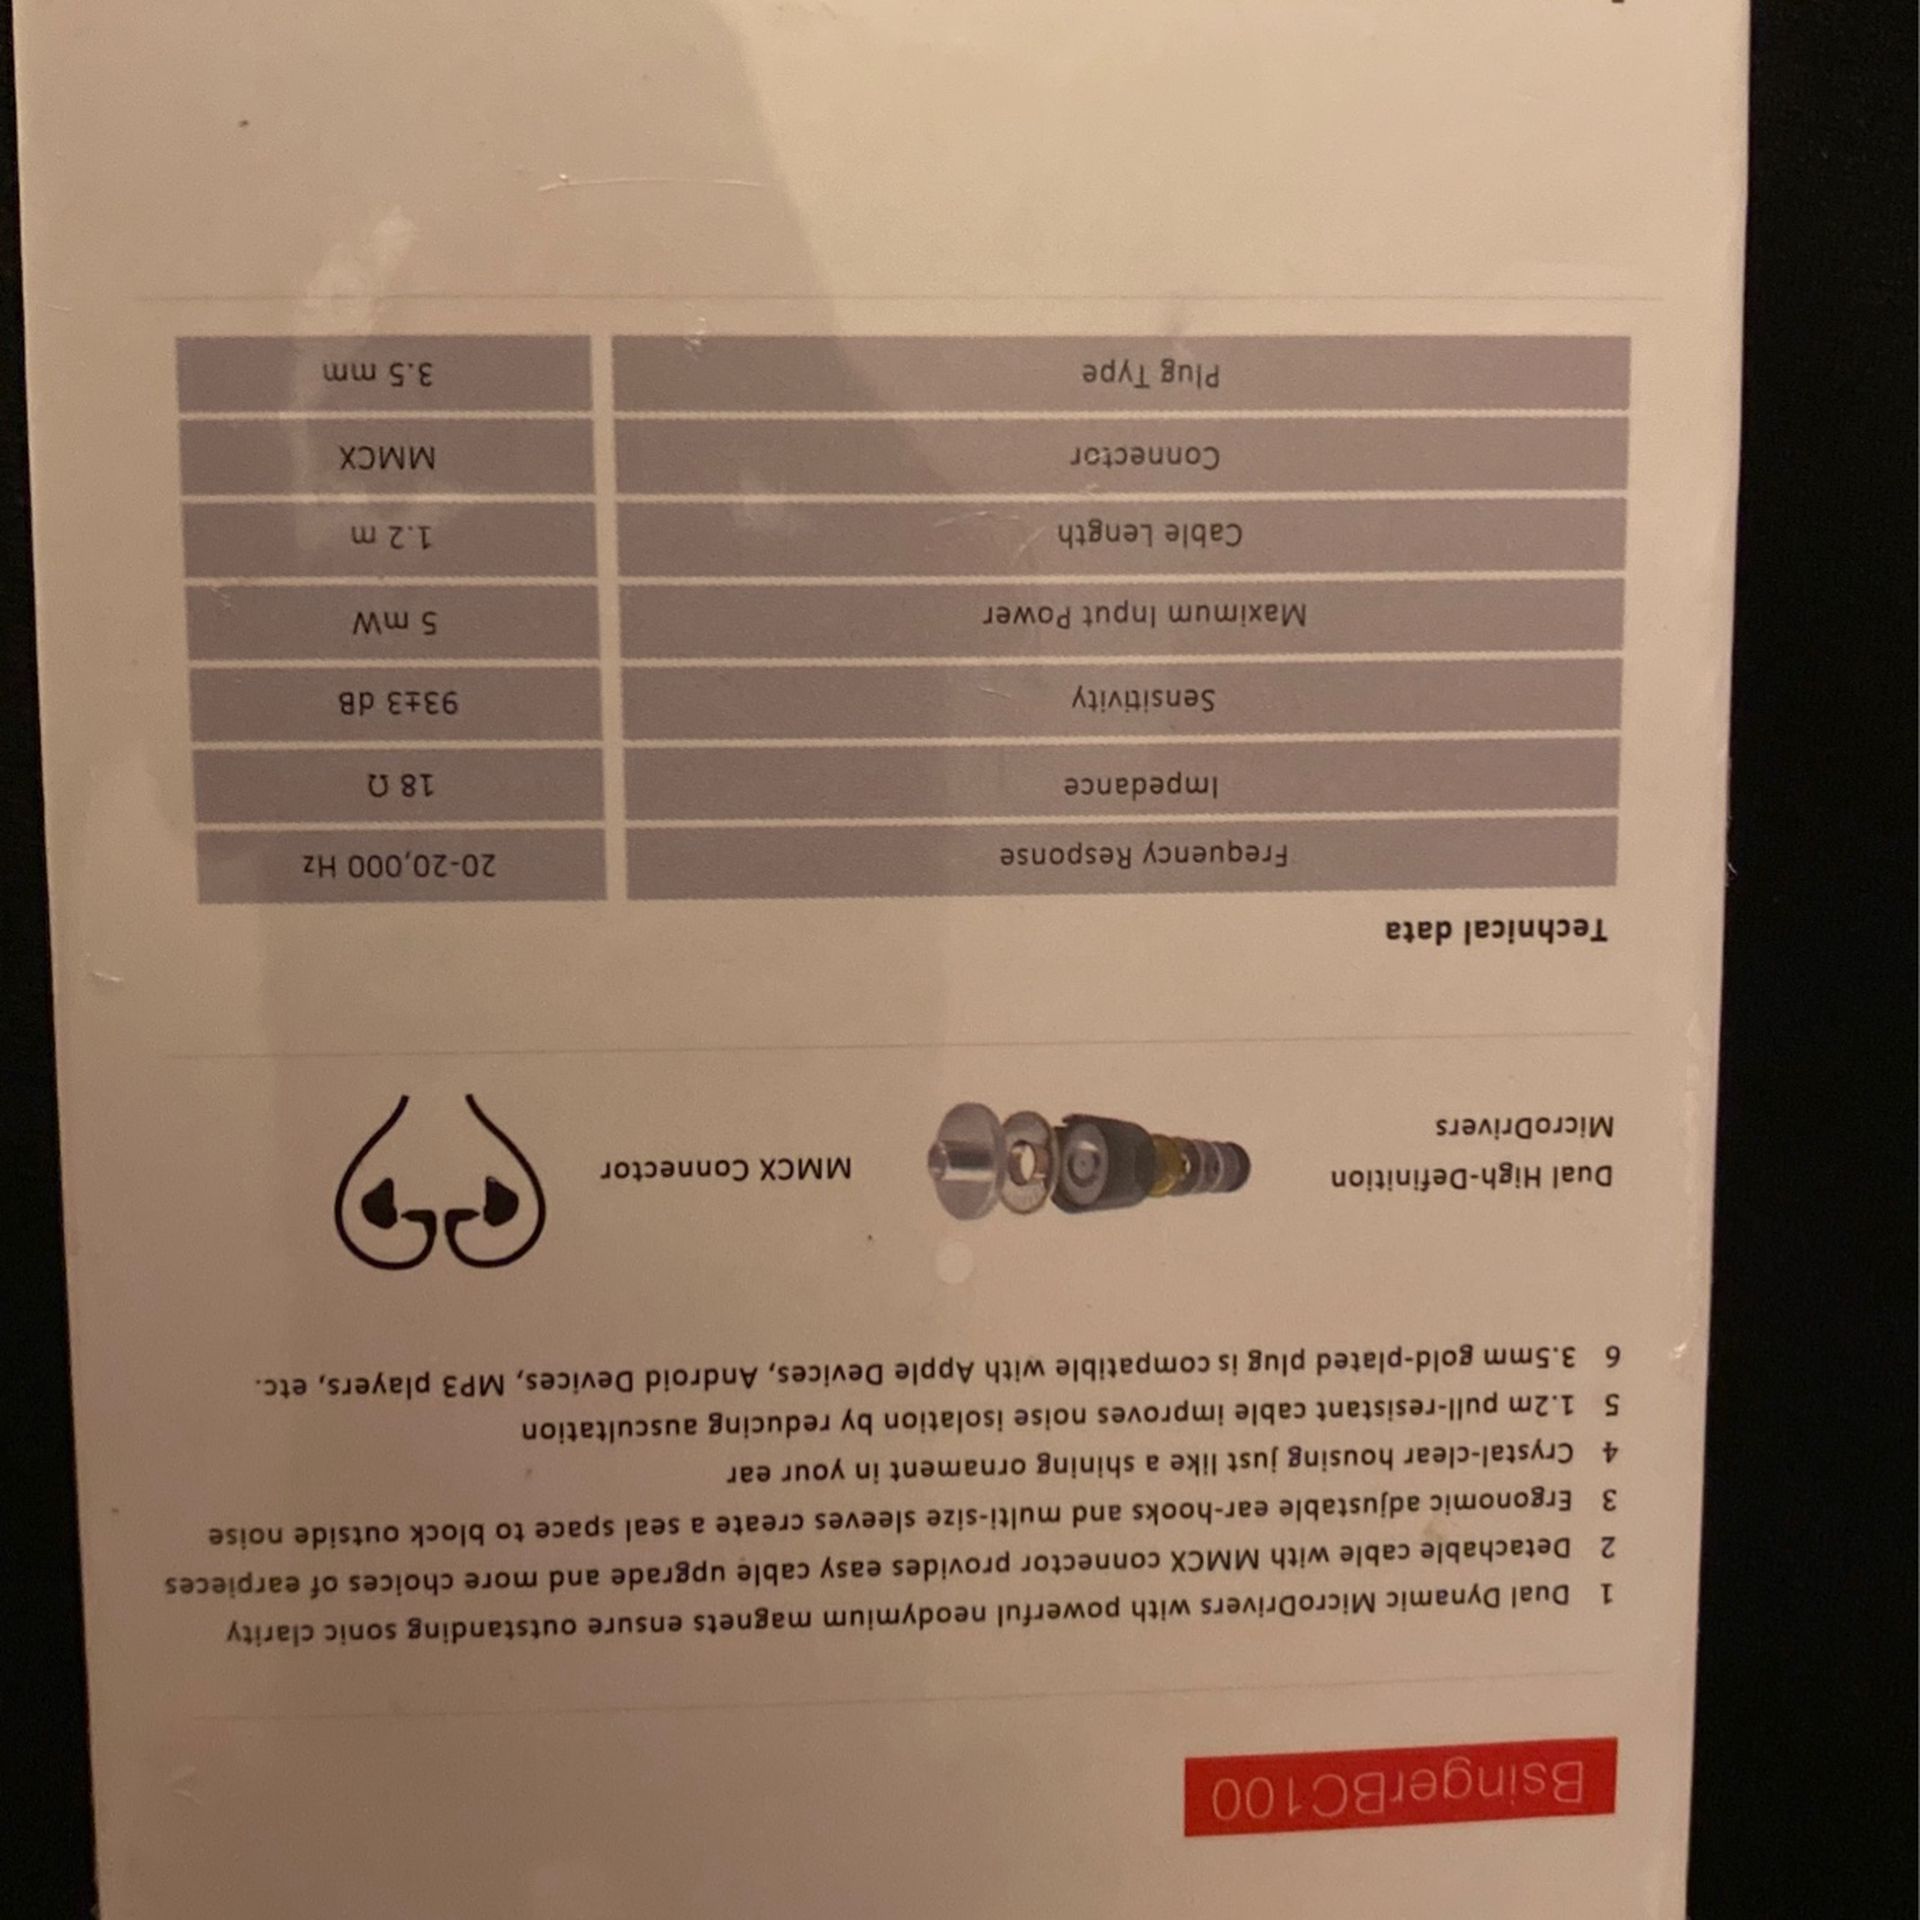 BsingerBC100
1 Dual Dynamic MicroDrivers with powerful neodymium magnets ensure outstanding sonic clarity
2 Detachable cable with MMCX connector provides easy cable upgrade and more choices of earpieces
3 Ergonomic adjustable ear-hooks and multi-size sleeves create a seal space to block outside noise
4 Crystal-clear housing just like a shining ornament in your ear
5 1.2m pull-resistant cable improves noise isolation by reducing auscultation
6 3.5mm gold-plated plug is compatible with Apple Devices, Android Devices, MP3 players, etc.
Dual High-Definition
MicroDrivers
MMCX Connector
Technical data
Frequency Response 20-20,000 Hz
Impedance 18 Ω
Sensitivity 93±3 dB
Maximum Input Power 5 mW
Cable Length 1.2 m
Connector MMCX
Plug Type 3.5 mm